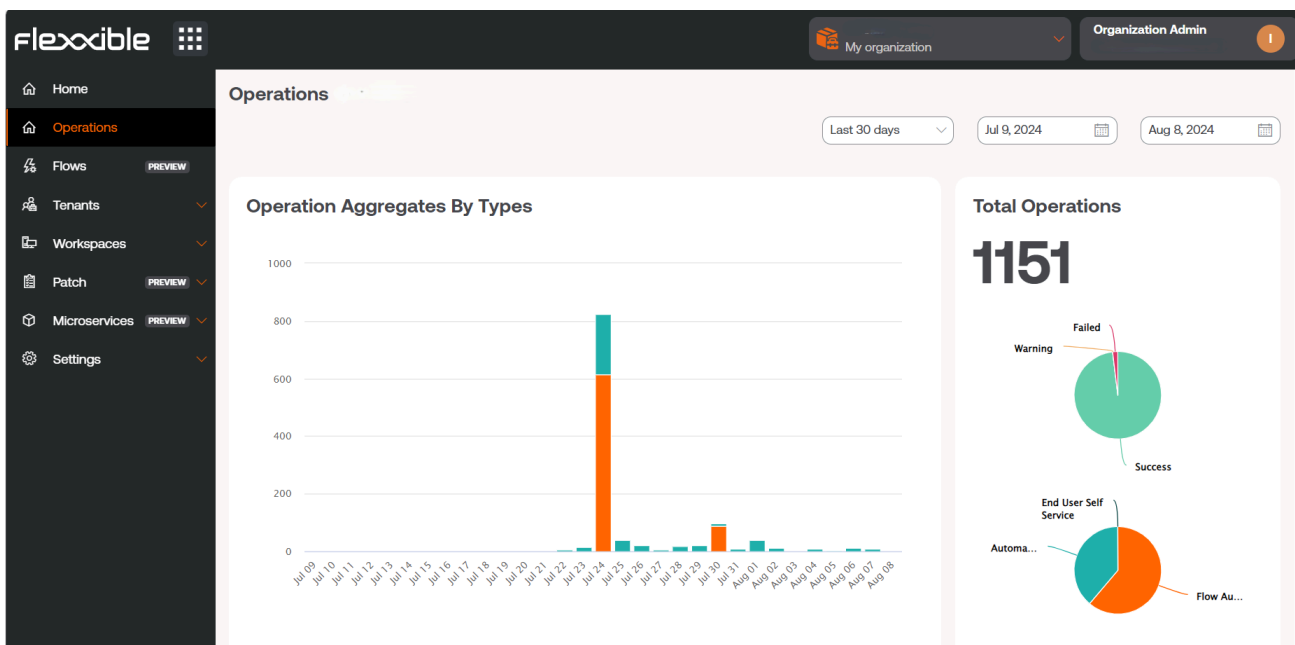 Flexxible
My organization
Organization Admin
I
Home
Operations
Flows PREVIEW
Tenants
Workspaces
Patch PREVIEW
Microservices PREVIEW
Settings
Operations
Last 30 days
Jul 9, 2024
Aug 8, 2024
Operation Aggregates By Types
1000
800
600
400
200
0
Jul 09
Jul 10
Jul 11
Jul 12
Jul 13
Jul 14
Jul 15
Jul 16
Jul 17
Jul 18
Jul 19
Jul 20
Jul 21
Jul 22
Jul 23
Jul 24
Jul 25
Jul 26
Jul 27
Jul 28
Jul 29
Jul 30
Jul 31
Aug 01
Aug 02
Aug 03
Aug 04
Aug 05
Aug 06
Aug 07
Aug 08
Total Operations
1151
Failed
Warning
Success
End User Self
Service
Automa...
Flow Au...